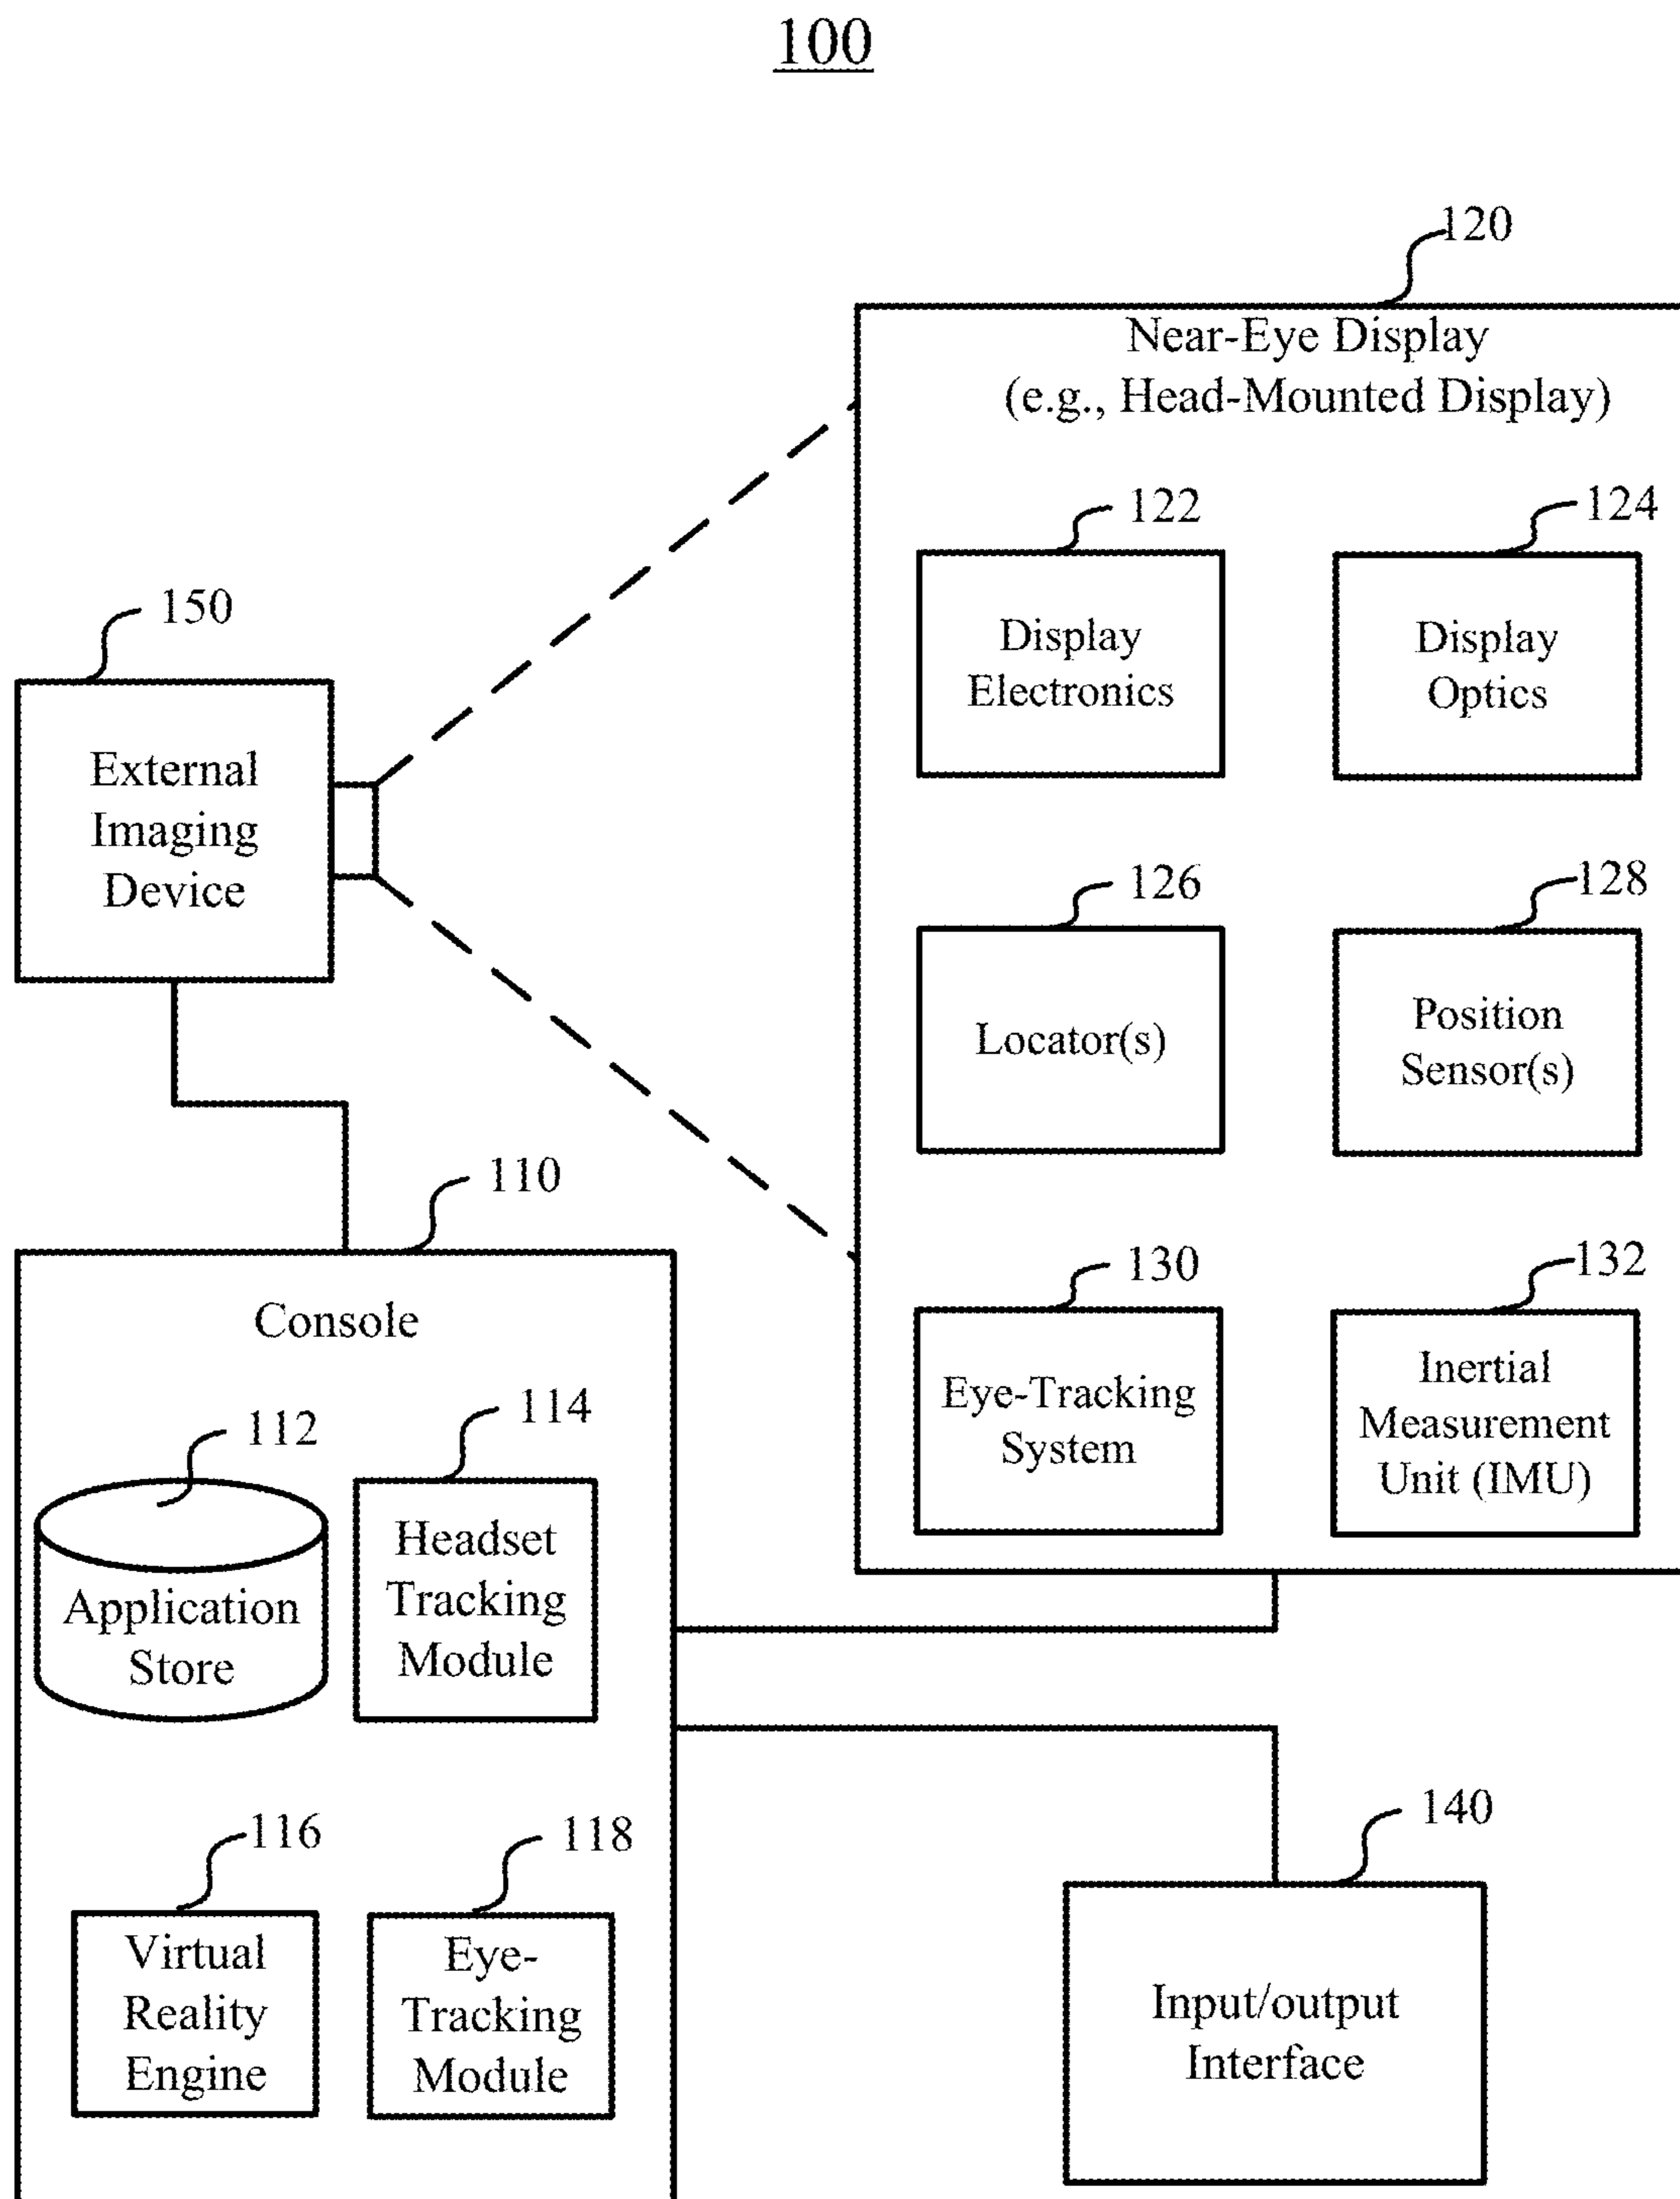 100
120
Near-Eye Display
(e.g., Head-Mounted Display)
122
124
Display
Electronics
Display
Optics
150
External
Imaging
Device
126
128
Locator(s)
Position
Sensor(s)
110
130
132
Console
Eye-Tracking
System
Inertial
Measurement
Unit (IMU)
112
114
Application
Store
Headset
Tracking
Module
116
118
Virtual
Reality
Engine
Eye-
Tracking
Module
140
Input/output
Interface